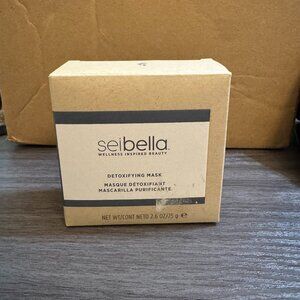 seibella
WELLNESS INSPIRED BEAUTY
DETOXIFYING MASK
MASQUE DÉTOXIFIANT
MASCARILLA PURIFICANTE
NET WT/CONT NETO 2.6 OZ/75 g e